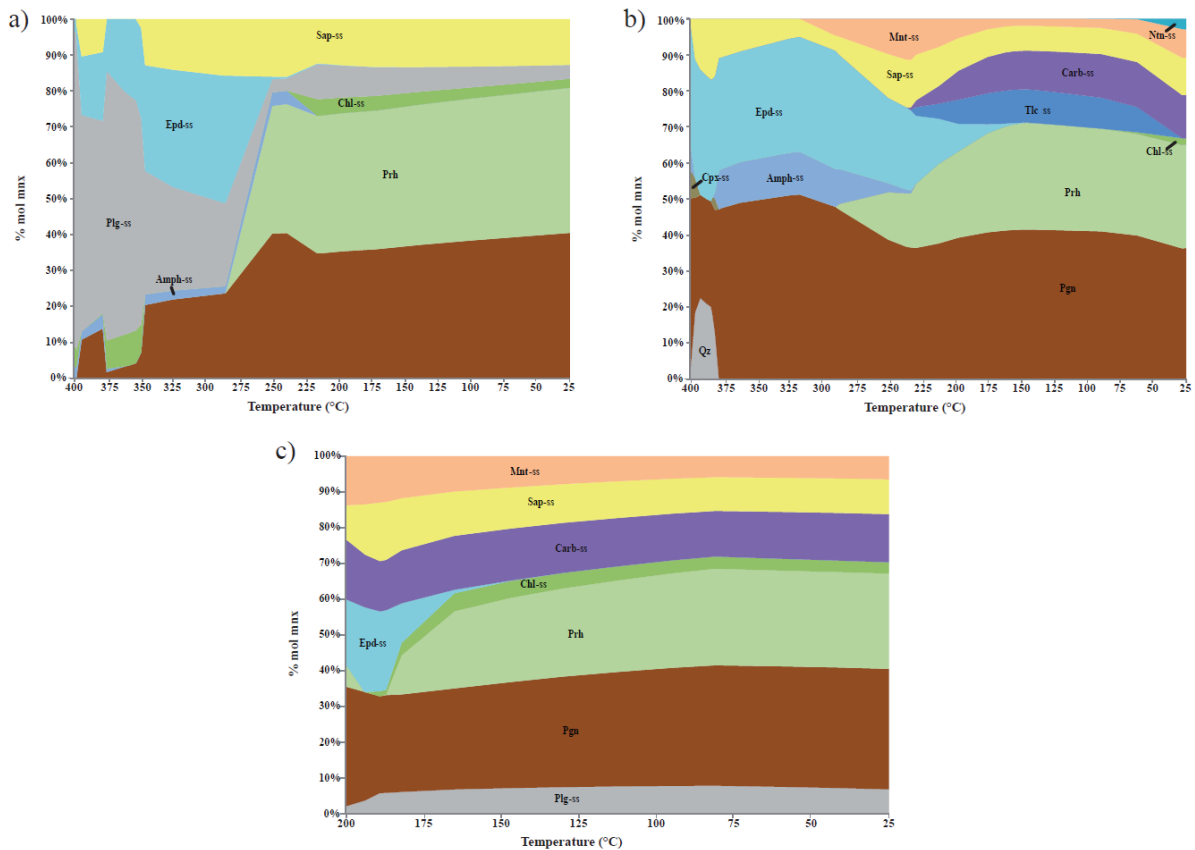 a)
% mol mnx
100%
90%
80%
70%
60%
50%
40%
30%
20%
10%
0%
Sap-ss
Epd-ss
Chl-ss
Prh
Plg-ss
Amph-ss
400 375 350 325 300 275 250 225 200 175 150 125 100 75 50 25
Temperature (°C)
b)
% mol mnx
100%
90%
80%
70%
60%
50%
40%
30%
20%
10%
0%
Ntn-ss
Mnt-ss
Sap-ss
Carb-ss
Epd-ss
Tlc ss
Chl-ss
Cpx-ss
Amph-ss
Prh
Pgn
Qz
400 375 350 325 300 275 250 225 200 175 150 125 100 75 50 25
Temperature (°C)
c)
% mol mnx
100%
90%
80%
70%
60%
50%
40%
30%
20%
10%
0%
Mnt-ss
Sap-ss
Carb-ss
Chl-ss
Epd-ss
Prh
Pgn
Plg-ss
200 175 150 125 100 75 50 25
Temperature (°C)